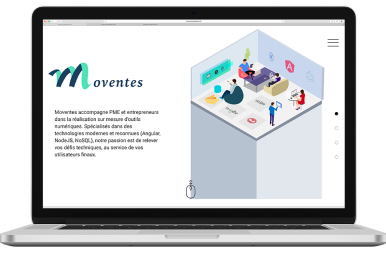 Moventes
Moventes accompagne PME et entrepreneurs
dans la réalisation sur mesure d'outils
numériques. Spécialisés dans des
technologies modernes et reconnues (Angular,
NodeJS, NoSQL), notre passion est de relever
vos défis techniques, au service de vos
utilisateurs finaux.